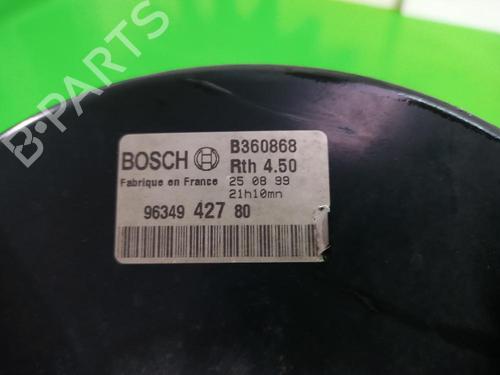 B-PARTS
BOSCH B360868
Rth 4.50
Fabrique en France 25 08 99
21h10mn
96349 427 80